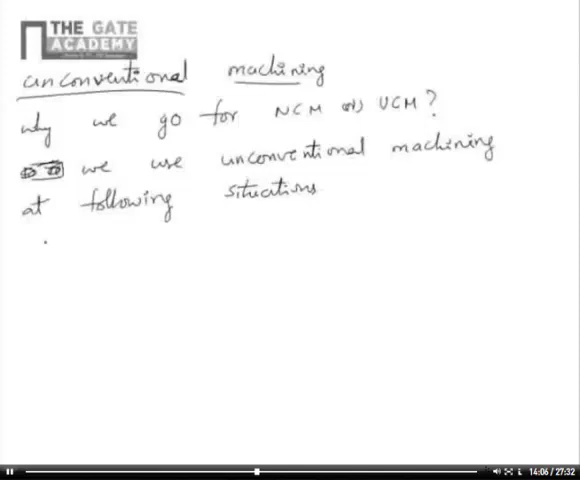 THE GATE
ACADEMY
unconventional machining
why we go for NCM (or) UCM?
we use unconventional machining
at following situations
14:06 / 27:32